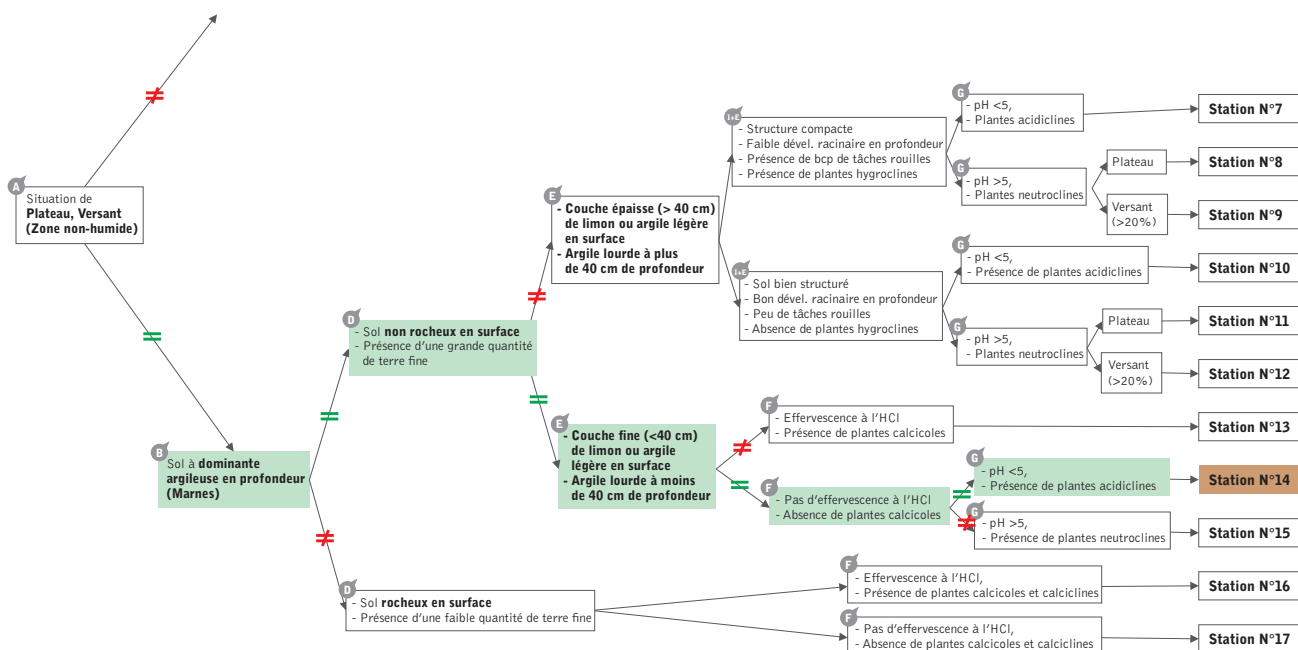 A
Situation de
Plateau, Versant
(Zone non-humide)
B
Sol à dominante
argileuse en profondeur
(Marnes)
D
- Sol non rocheux en surface
- Présence d'une grande quantité
de terre fine
D
- Sol rocheux en surface
- Présence d'une faible quantité de terre fine
E
- Couche épaisse (> 40 cm)
de limon ou argile légère
en surface
- Argile lourde à plus
de 40 cm de profondeur
E
- Couche fine (<40 cm)
de limon ou argile
légère en surface
- Argile lourde à moins
de 40 cm de profondeur
I+E
- Structure compacte
- Faible dével. racinaire en profondeur
- Présence de bcp de tâches rouilles
- Présence de plantes hygroclines
I+E
- Sol bien structuré
- Bon dével. racinaire en profondeur
- Peu de tâches rouilles
- Absence de plantes hygroclines
G
- pH <5,
- Plantes acidiclines
Station N°7
G
- pH >5,
- Plantes neutroclines
Plateau
Station N°8
Versant
(>20%)
Station N°9
G
- pH <5,
- Présence de plantes acidiclines
Station N°10
G
- pH >5,
- Plantes neutroclines
Plateau
Station N°11
Versant
(>20%)
Station N°12
F
- Effervescence à l'HCl
- Présence de plantes calcicoles
Station N°13
F
- Pas d'effervescence à l'HCl
- Absence de plantes calcicoles
G
- pH <5,
- Présence de plantes acidiclines
Station N°14
G
- pH >5,
- Présence de plantes neutroclines
Station N°15
F
- Effervescence à l'HCl,
- Présence de plantes calcicoles et calciclines
Station N°16
F
- Pas d'effervescence à l'HCl,
- Absence de plantes calcicoles et calciclines
Station N°17